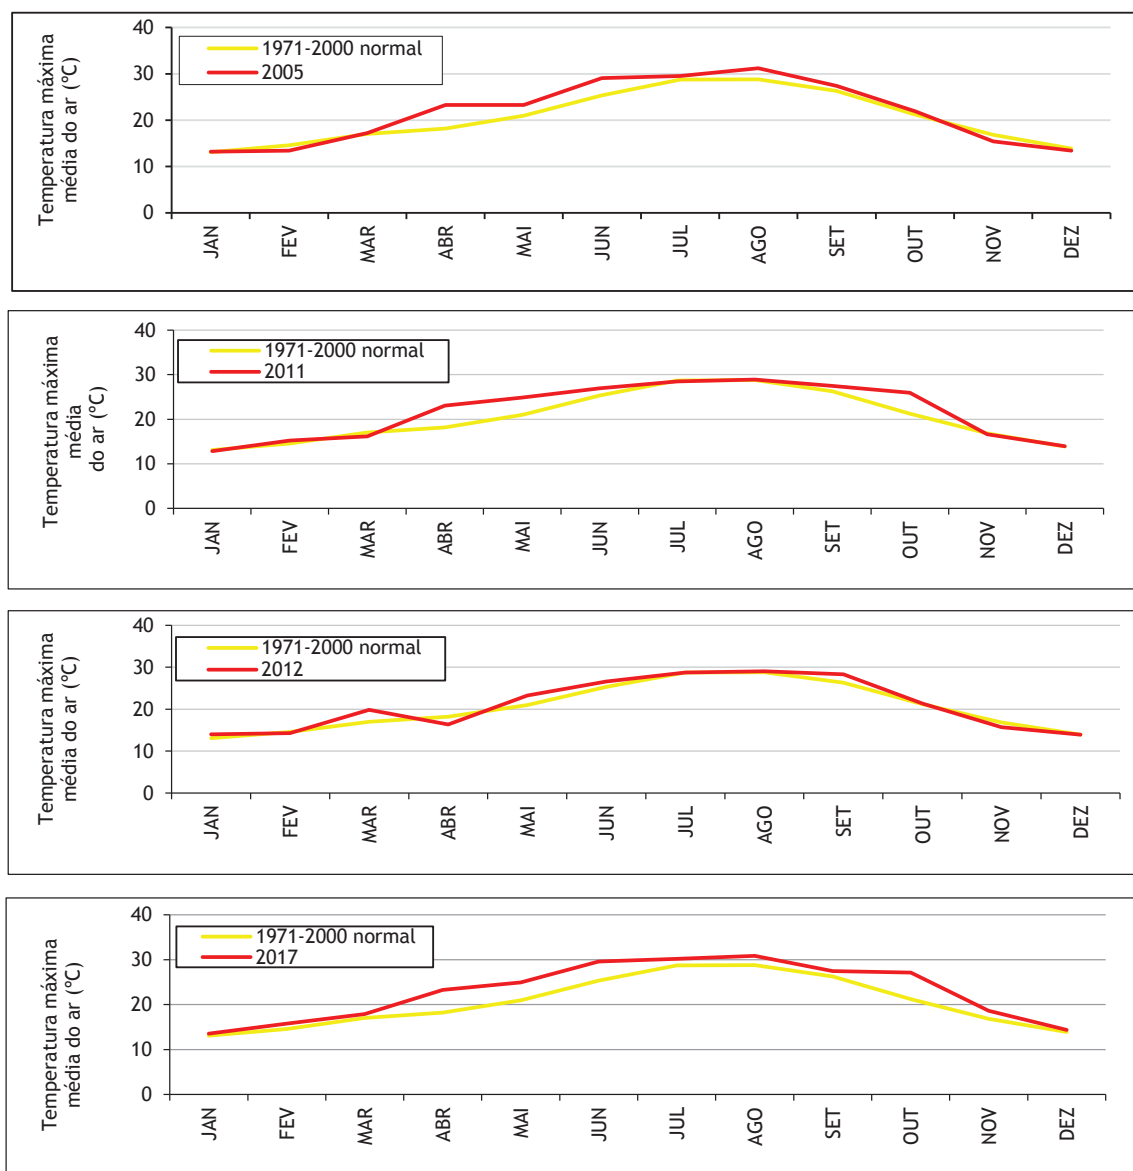 Temperatura máxima
média do ar (°C)
40
30
20
10
0
1971-2000 normal
2005
JAN
FEV
MAR
ABR
MAI
JUN
JUL
AGO
SET
OUT
NOV
DEZ
Temperatura máxima
média
do ar (°C)
40
30
20
10
0
1971-2000 normal
2011
JAN
FEV
MAR
ABR
MAI
JUN
JUL
AGO
SET
OUT
NOV
DEZ
Temperatura máxima
média do ar (°C)
40
30
20
10
0
1971-2000 normal
2012
JAN
FEV
MAR
ABR
MAI
JUN
JUL
AGO
SET
OUT
NOV
DEZ
Temperatura máxima
média do ar (°C)
40
30
20
10
0
1971-2000 normal
2017
JAN
FEV
MAR
ABR
MAI
JUN
JUL
AGO
SET
OUT
NOV
DEZ